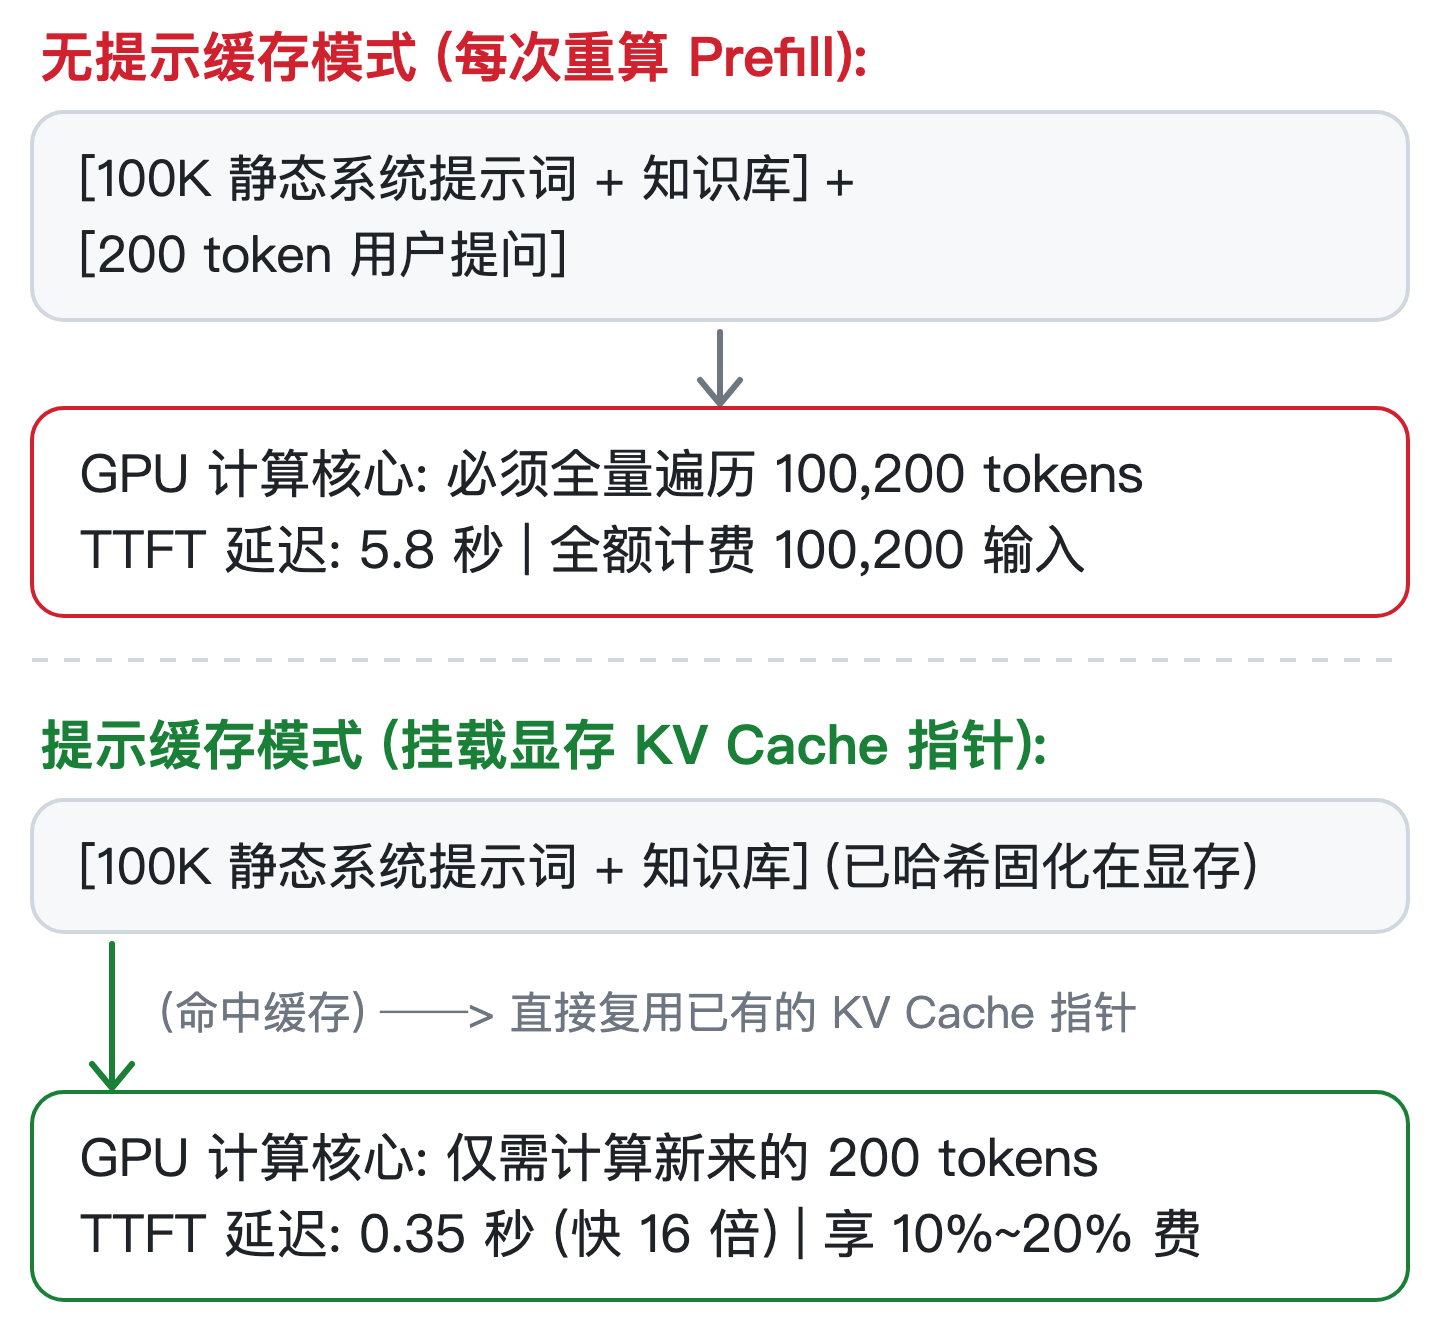 无提示缓存模式 (每次重算 Prefill):
[100K 静态系统提示词 + 知识库] +
[200 token 用户提问]
GPU 计算核心: 必须全量遍历 100,200 tokens
TTFT 延迟: 5.8 秒 | 全额计费 100,200 输入
提示缓存模式 (挂载显存 KV Cache 指针):
[100K 静态系统提示词 + 知识库] (已哈希固化在显存)
(命中缓存) ───> 直接复用已有的 KV Cache 指针
GPU 计算核心: 仅需计算新来的 200 tokens
TTFT 延迟: 0.35 秒 (快 16 倍) | 享 10%~20% 费